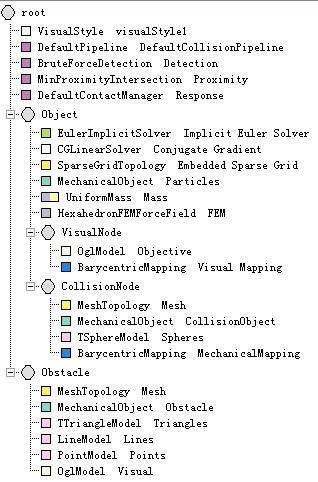 root
VisualStyle visualStyle1
DefaultPipeline DefaultCollisionPipeline
BruteForceDetection Detection
MinProximityIntersection Proximity
DefaultContactManager Response
Object
EulerImplicitSolver Implicit Euler Solver
CGLinearSolver Conjugate Gradient
SparseGridTopology Embedded Sparse Grid
MechanicalObject Particles
UniformMass Mass
HexahedronFEMForceField FEM
VisualNode
OglModel Objective
BarycentricMapping Visual Mapping
CollisionNode
MeshTopology Mesh
MechanicalObject CollisionObject
TSphereModel Spheres
BarycentricMapping MechanicalMapping
Obstacle
MeshTopology Mesh
MechanicalObject Obstacle
TTriangleModel Triangles
LineModel Lines
PointModel Points
OglModel Visual